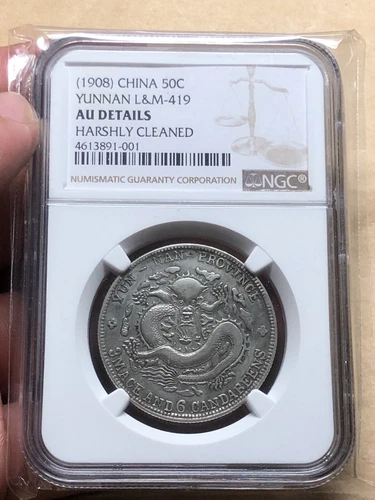 (1908) CHINA 50C
YUNNAN L&M-419
AU DETAILS
HARSHLY CLEANED
4613891-001
NUMISMATIC GUARANTY CORPORATION
NGC®
YUN-NAN-PROVINCE
3 MACE AND 6 CANDAREENS